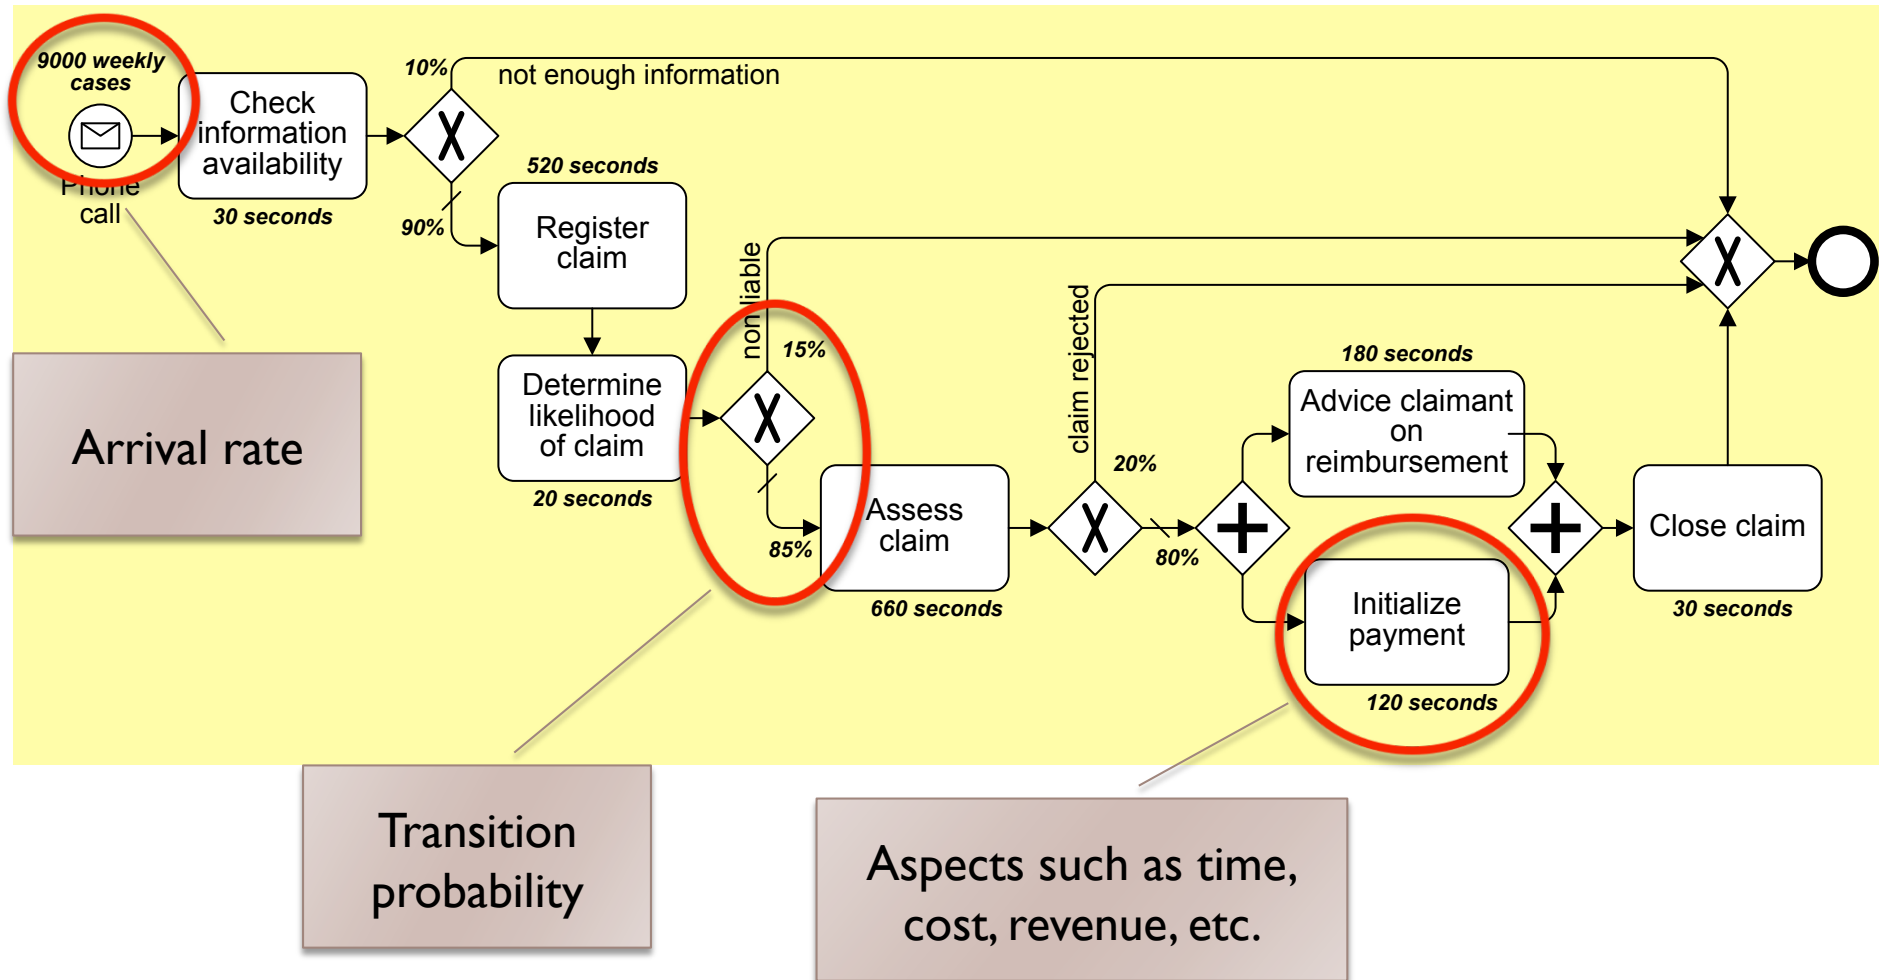 9000 weekly
cases
Phone
call
Check
information
availability
30 seconds
10%
not enough information
90%
520 seconds
Register
claim
Determine
likelihood
of claim
20 seconds
non liable
15%
85%
Assess
claim
660 seconds
claim rejected
20%
80%
180 seconds
Advice claimant
on
reimbursement
Initialize
payment
120 seconds
Close claim
30 seconds
Arrival rate
Transition
probability
Aspects such as time,
cost, revenue, etc.